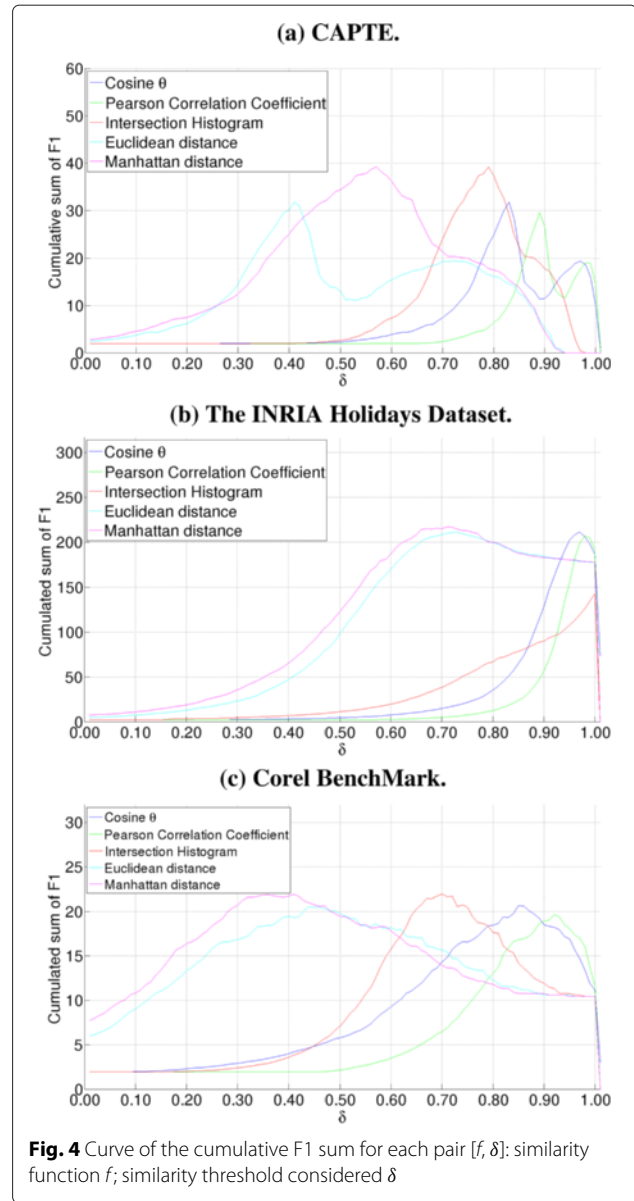 (a) CAPTE.
60
50
40
30
20
10
0
Cumulative sum of F1
Cosine θ
Pearson Correlation Coefficient
Intersection Histogram
Euclidean distance
Manhattan distance
0.00 0.10 0.20 0.30 0.40 0.50 0.60 0.70 0.80 0.90 1.00
δ
(b) The INRIA Holidays Dataset.
300
250
200
150
100
50
0
Cumulated sum of F1
Cosine θ
Pearson Correlation Coefficient
Intersection Histogram
Euclidean distance
Manhattan distance
0.00 0.10 0.20 0.30 0.40 0.50 0.60 0.70 0.80 0.90 1.00
δ
(c) Corel BenchMark.
30
25
20
15
10
5
0
Cumulated sum of F1
Cosine θ
Pearson Correlation Coefficient
Intersection Histogram
Euclidean distance
Manhattan distance
0.00 0.10 0.20 0.30 0.40 0.50 0.60 0.70 0.80 0.90 1.00
δ
Fig. 4 Curve of the cumulative F1 sum for each pair [f, δ]: similarity
function f; similarity threshold considered δ